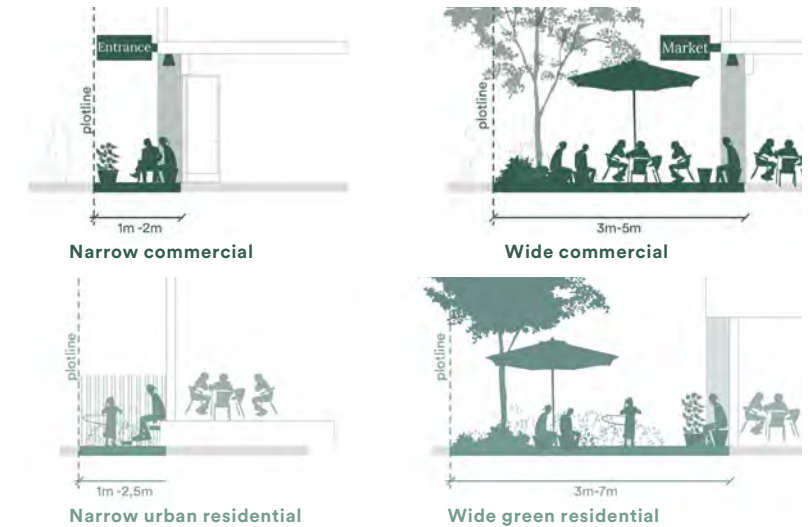 Entrance
plotline
1m -2m
Narrow commercial
Market
plotline
3m-5m
Wide commercial
plotline
1m -2,5m
Narrow urban residential
plotline
3m-7m
Wide green residential